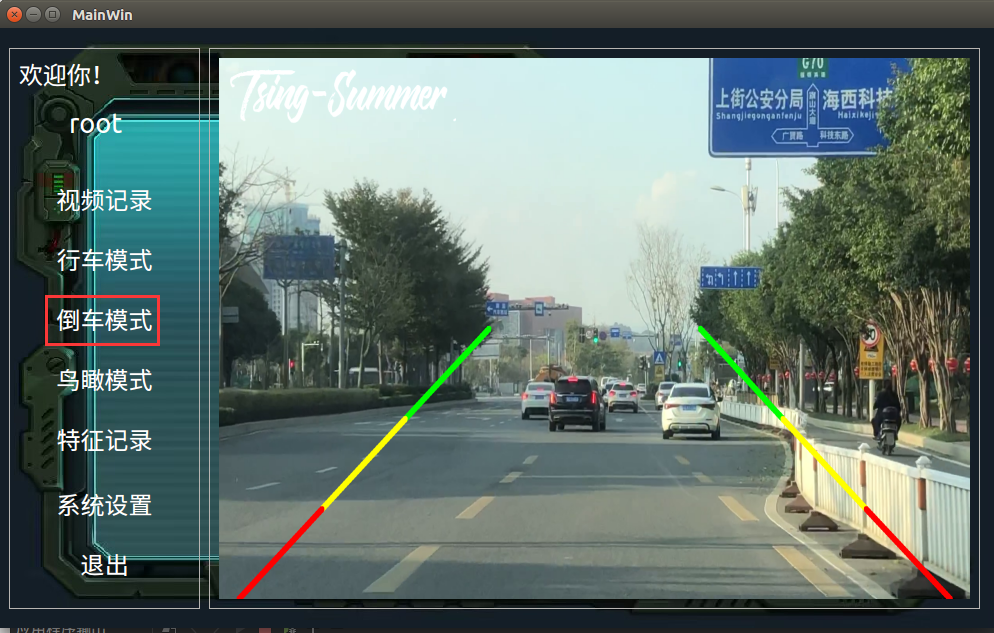 MainWin
欢迎你!
root
视频记录
行车模式
倒车模式
鸟瞰模式
特征记录
系统设置
退出
Tsing-Summer
G70
上街公安分局
Shangjiegonganfenju
海西科技
Haixikeji
广贤路
科技东路